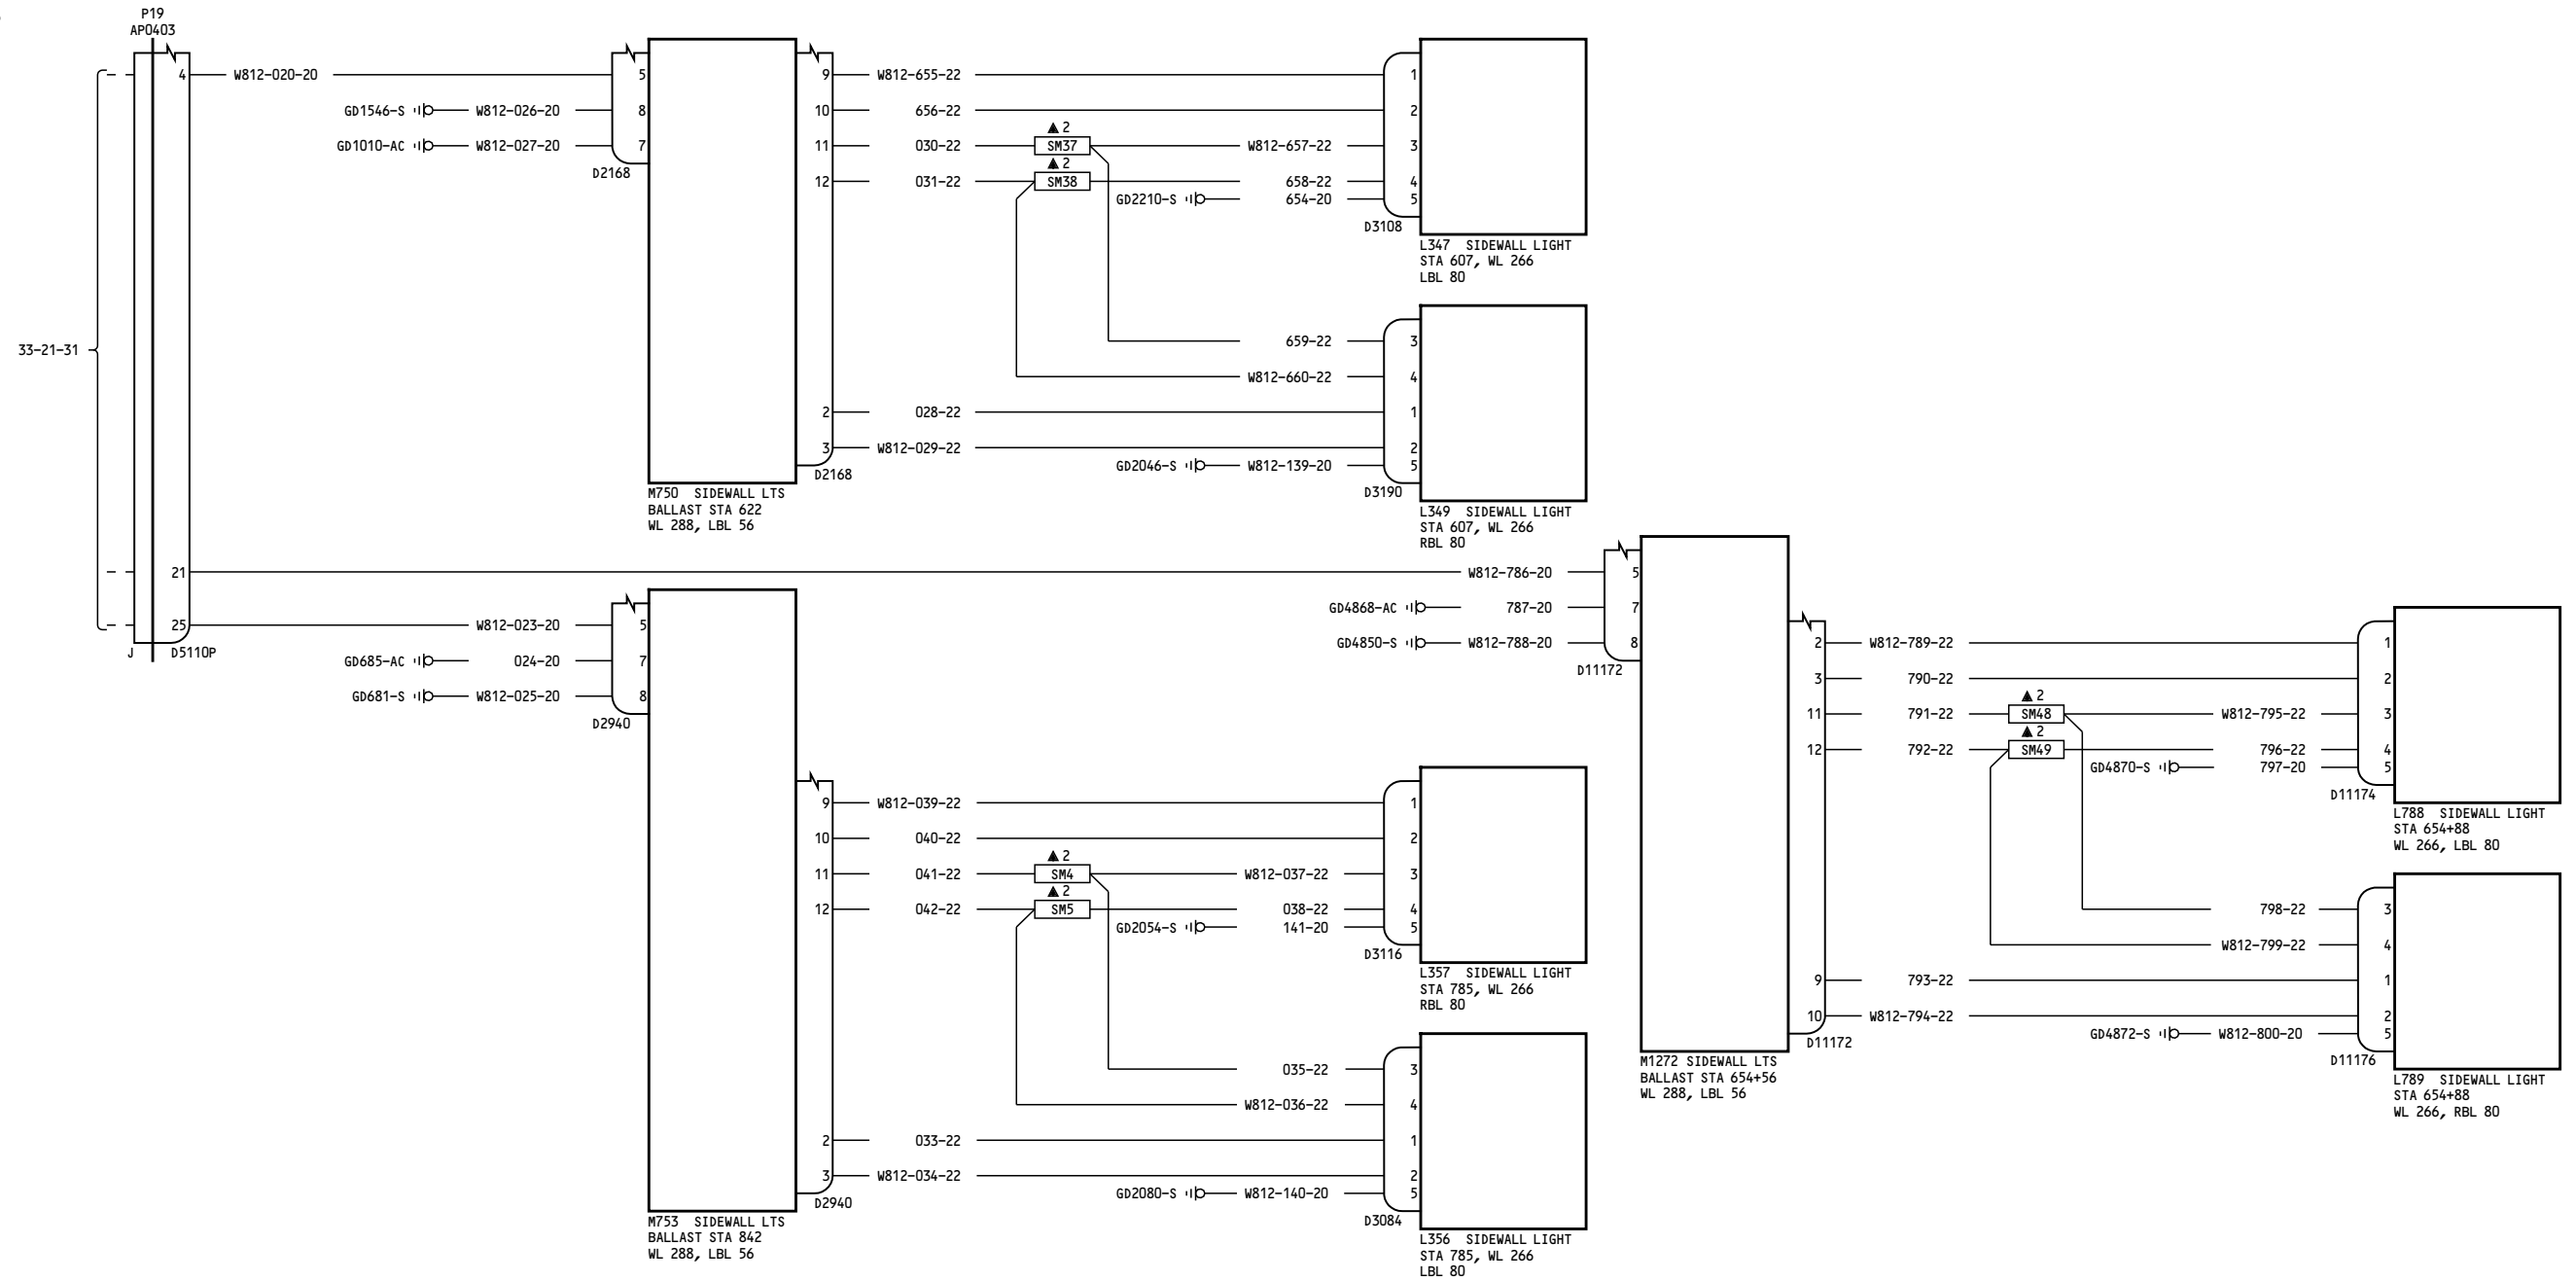 P19
AP0403
4 W812-020-20 5
GD1546-S W812-026-20 8
GD1010-AC W812-027-20 7
D2168
9 W812-655-22 1
10 656-22 2
▲ 2
11 030-22 SM37 W812-657-22 3
▲ 2
12 031-22 SM38 658-22 4
GD2210-S 654-20 5
D3108
L347 SIDEWALL LIGHT
STA 607, WL 266
LBL 80
33-21-31
659-22 3
W812-660-22 4
2 028-22 1
3 W812-029-22 2
GD2046-S W812-139-20 5
D2168
D3190
M750 SIDEWALL LTS
BALLAST STA 622
WL 288, LBL 56
L349 SIDEWALL LIGHT
STA 607, WL 266
RBL 80
21 W812-786-20 5
GD4868-AC 787-20 7
GD4850-S W812-788-20 8
D11172
25 W812-023-20 5
J D5110P
GD685-AC 024-20 7
GD681-S W812-025-20 8
D2940
2 W812-789-22 1
3 790-22 2
▲ 2
11 791-22 SM48 W812-795-22 3
▲ 2
12 792-22 SM49 796-22 4
GD4870-S 797-20 5
D11174
L788 SIDEWALL LIGHT
STA 654+88
WL 266, LBL 80
9 W812-039-22 1
10 040-22 2
▲ 2
11 041-22 SM4 W812-037-22 3
▲ 2
12 042-22 SM5 038-22 4
GD2054-S 141-20 5
D3116
L357 SIDEWALL LIGHT
STA 785, WL 266
RBL 80
798-22 3
W812-799-22 4
9 793-22 1
10 W812-794-22 2
GD4872-S W812-800-20 5
D11172
D11176
M1272 SIDEWALL LTS
BALLAST STA 654+56
WL 288, LBL 56
L789 SIDEWALL LIGHT
STA 654+88
WL 266, RBL 80
035-22 3
W812-036-22 4
2 033-22 1
3 W812-034-22 2
GD2080-S W812-140-20 5
D2940
D3084
M753 SIDEWALL LTS
BALLAST STA 842
WL 288, LBL 56
L356 SIDEWALL LIGHT
STA 785, WL 266
LBL 80